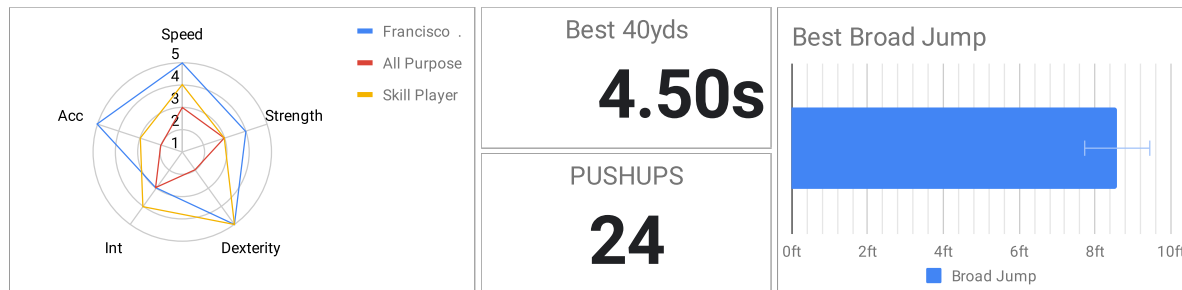 Speed
5
4
3
2
1
Acc
Strength
Int
Dexterity
Francisco .
All Purpose
Skill Player
Best 40yds
4.50s
PUSHUPS
24
Best Broad Jump
0ft 2ft 4ft 6ft 8ft 10ft
Broad Jump